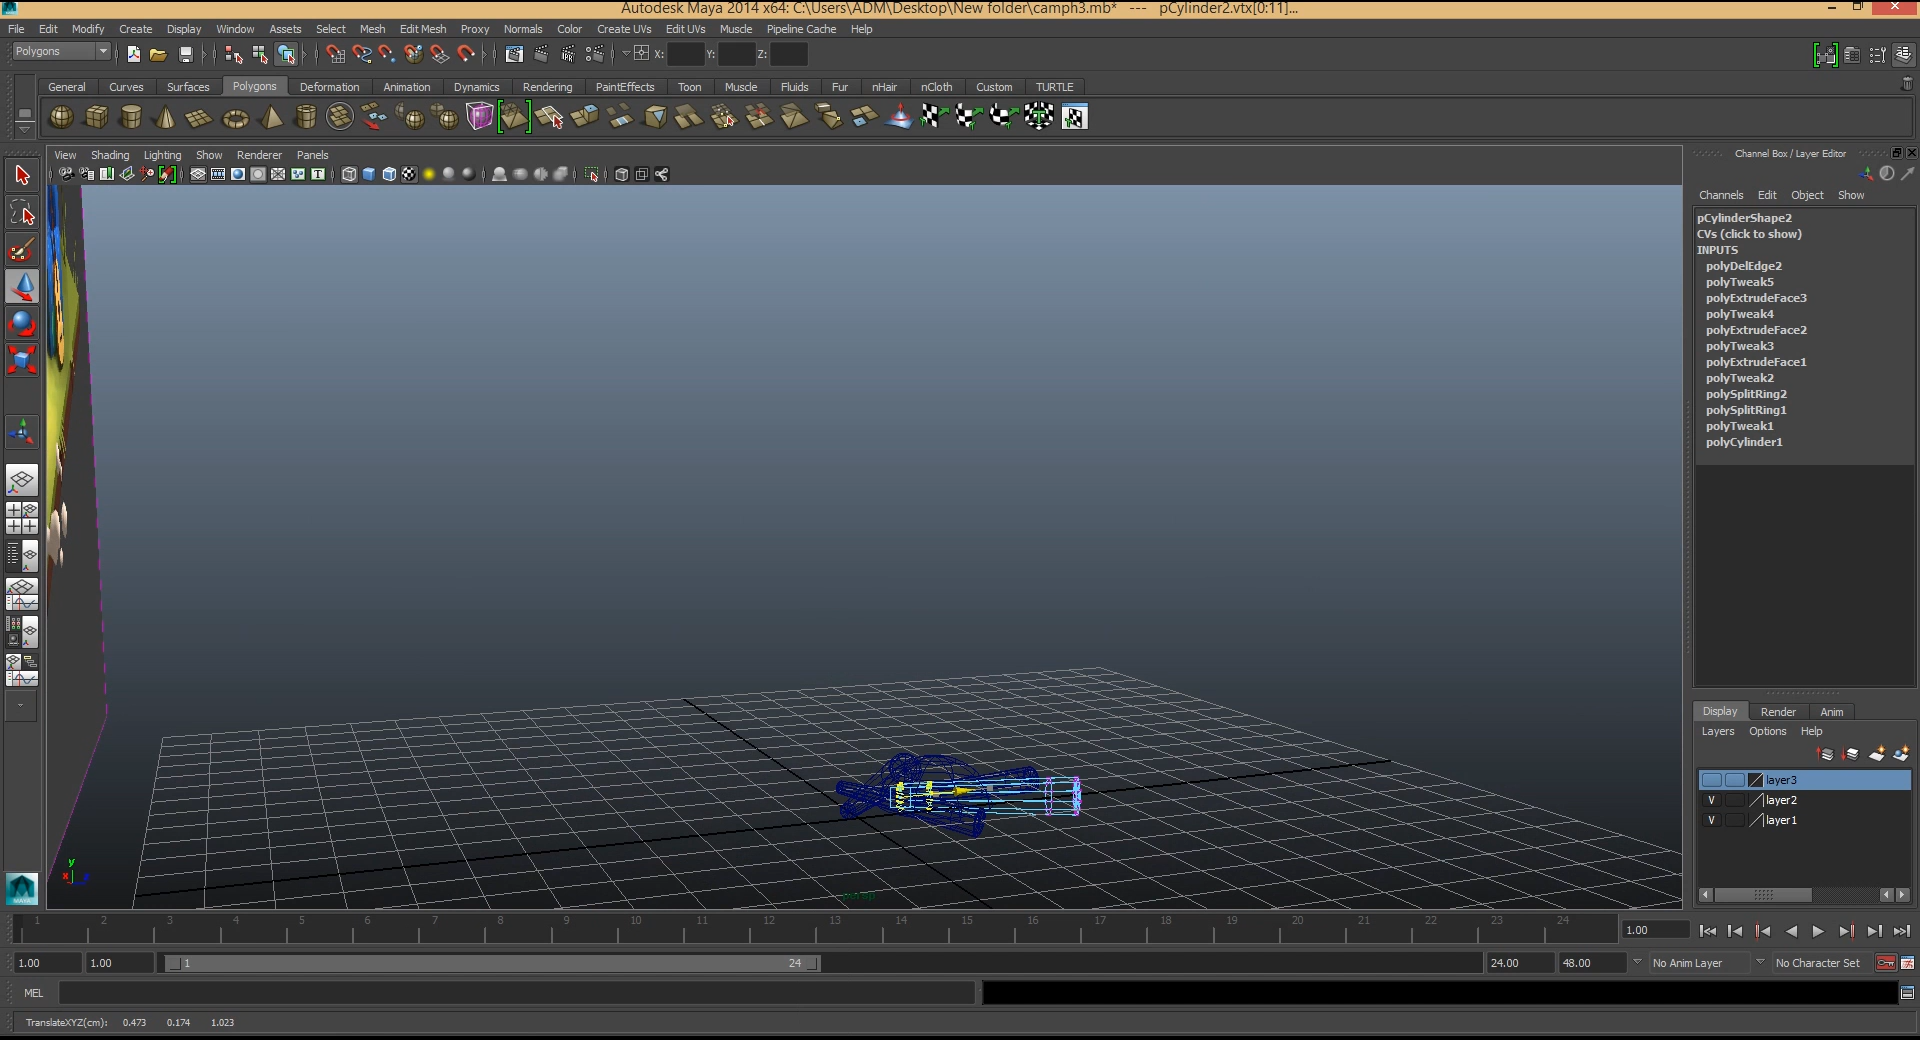 Autodesk Maya 2014 x64: C:\Users\ADM\Desktop\New folder\camph3.mb* --- pCylinder2.vtx[0:11]...
File Edit Modify Create Display Window Assets Select Mesh Edit Mesh Proxy Normals Color Create UVs Edit UVs Muscle Pipeline Cache Help
Polygons X: Y: Z:
General Curves Surfaces Polygons Deformation Animation Dynamics Rendering PaintEffects Toon Muscle Fluids Fur nHair nCloth Custom TURTLE
View Shading Lighting Show Renderer Panels
Channel Box / Layer Editor
Channels Edit Object Show
pCylinderShape2
CVs (click to show)
INPUTS
polyDelEdge2
polyTweak5
polyExtrudeFace3
polyTweak4
polyExtrudeFace2
polyTweak3
polyExtrudeFace1
polyTweak2
polySplitRing2
polySplitRing1
polyTweak1
polyCylinder1
Display Render Anim
Layers Options Help
layer3
V layer2
V layer1
y
x
persp
MAYA
1 2 3 4 5 6 7 8 9 10 11 12 13 14 15 16 17 18 19 20 21 22 23 24 1.00
1.00 1.00 1 24 24.00 48.00 No Anim Layer No Character Set
MEL
TranslateXYZ(cm): 0.473 0.174 1.023